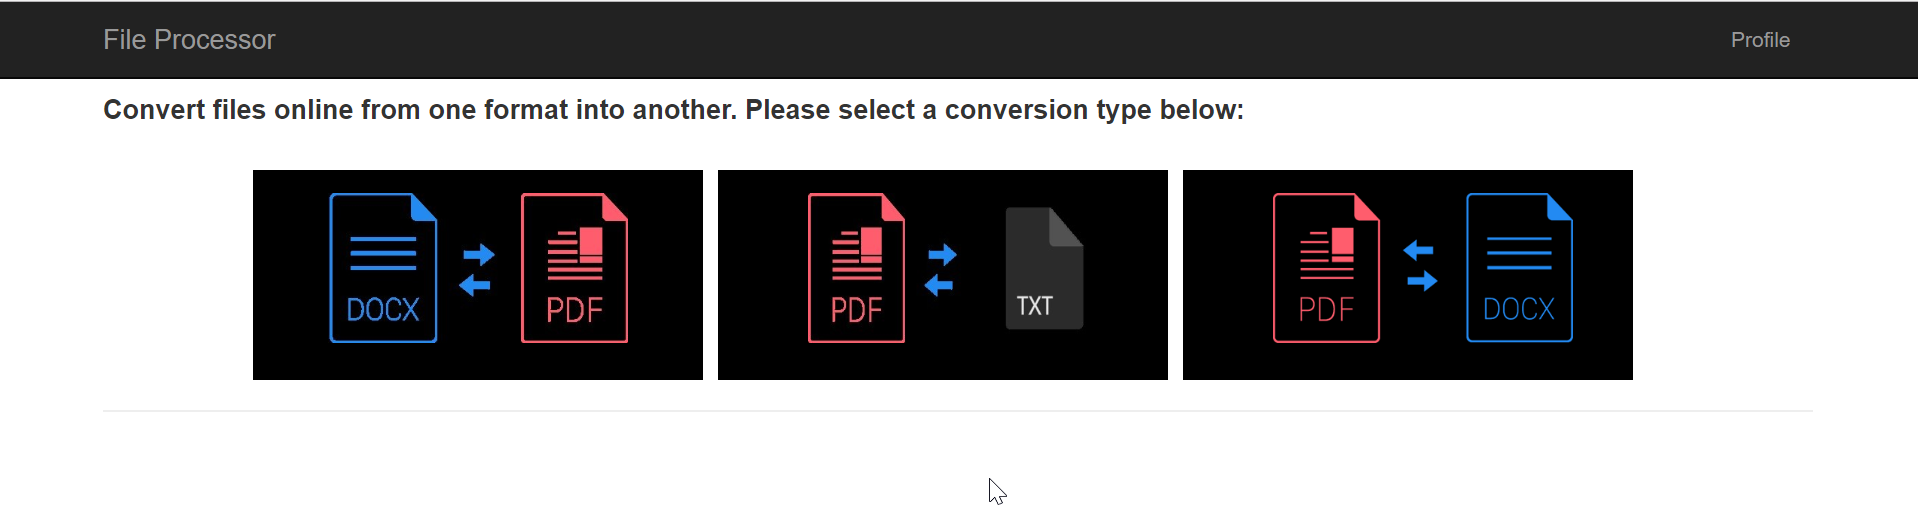 File Processor
Profile
Convert files online from one format into another. Please select a conversion type below:
DOCX
PDF
PDF
TXT
PDF
DOCX